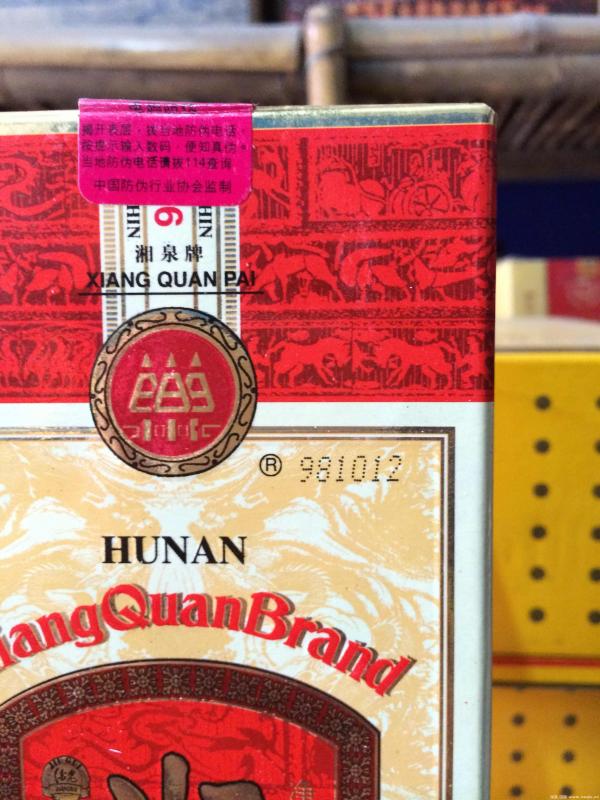 揭开表层，拨当地防伪电话，
按提示输入数码，便知真伪。
当地防伪电话请拨114查询
中国防伪行业协会监制
湘泉牌
XIANG QUAN PAI
® 981012
HUNAN
iangQuanBrand